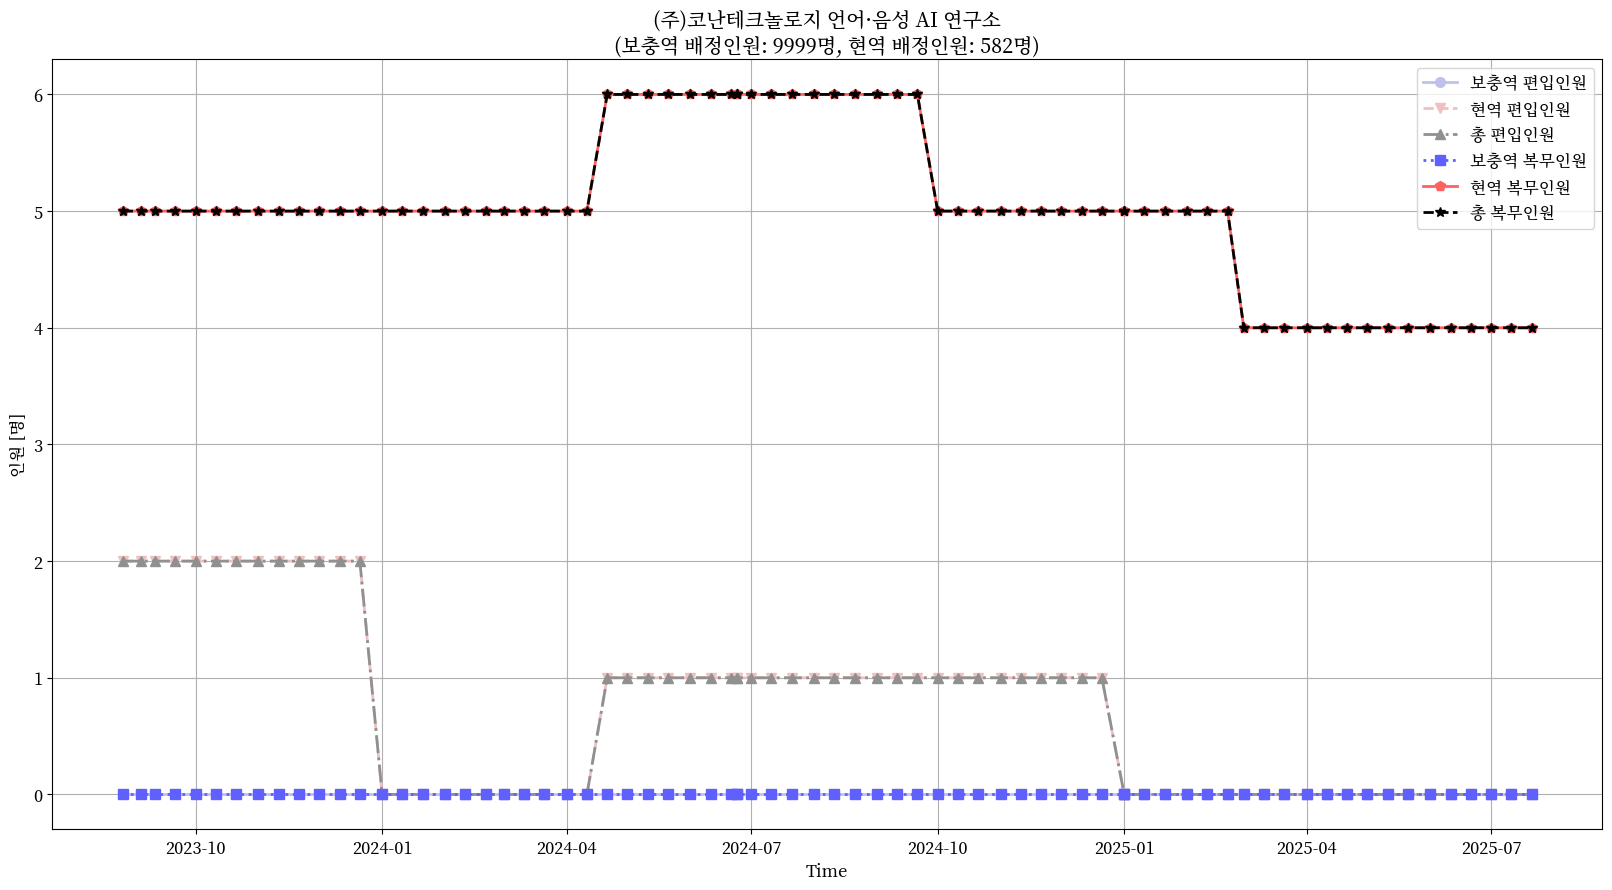 (주)코난테크놀로지 언어·음성 AI 연구소
(보충역 배정인원: 9999명, 현역 배정인원: 582명)
보충역 편입인원
현역 편입인원
총 편입인원
보충역 복무인원
현역 복무인원
총 복무인원
인원 [명]
6
5
4
3
2
1
0
2023-10
2024-01
2024-04
2024-07
2024-10
2025-01
2025-04
2025-07
Time